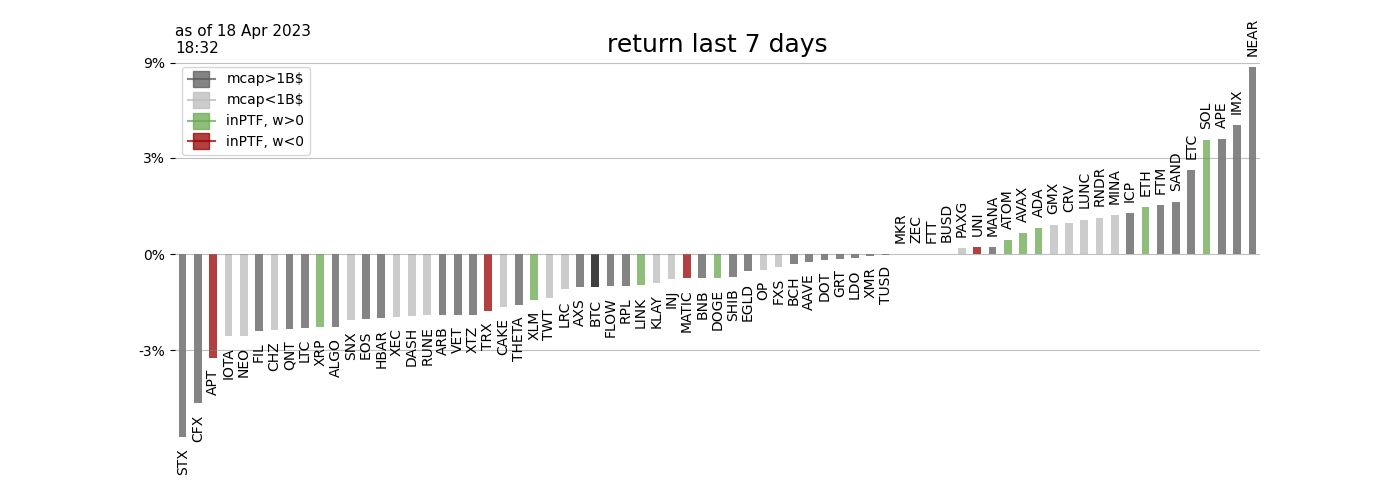 as of 18 Apr 2023
18:32
return last 7 days
9%
3%
0%
-3%
mcap>1B$
mcap<1B$
inPTF, w>0
inPTF, w<0
STX
CFX
APT
IOTA
NEO
FIL
CHZ
QNT
LTC
XRP
ALGO
SNX
EOS
HBAR
XEC
DASH
RUNE
ARB
VET
XTZ
TRX
CAKE
THETA
XLM
TWT
LRC
AXS
BTC
FLOW
RPL
LINK
KLAY
INJ
MATIC
BNB
DOGE
SHIB
EGLD
OP
FXS
BCH
AAVE
DOT
GRT
LDO
XMR
TUSD
MKR
ZEC
FTT
BUSD
PAXG
UNI
MANA
ATOM
AVAX
ADA
GMX
CRV
LUNC
RNDR
MINA
ICP
ETH
FTM
SAND
ETC
SOL
APE
IMX
NEAR